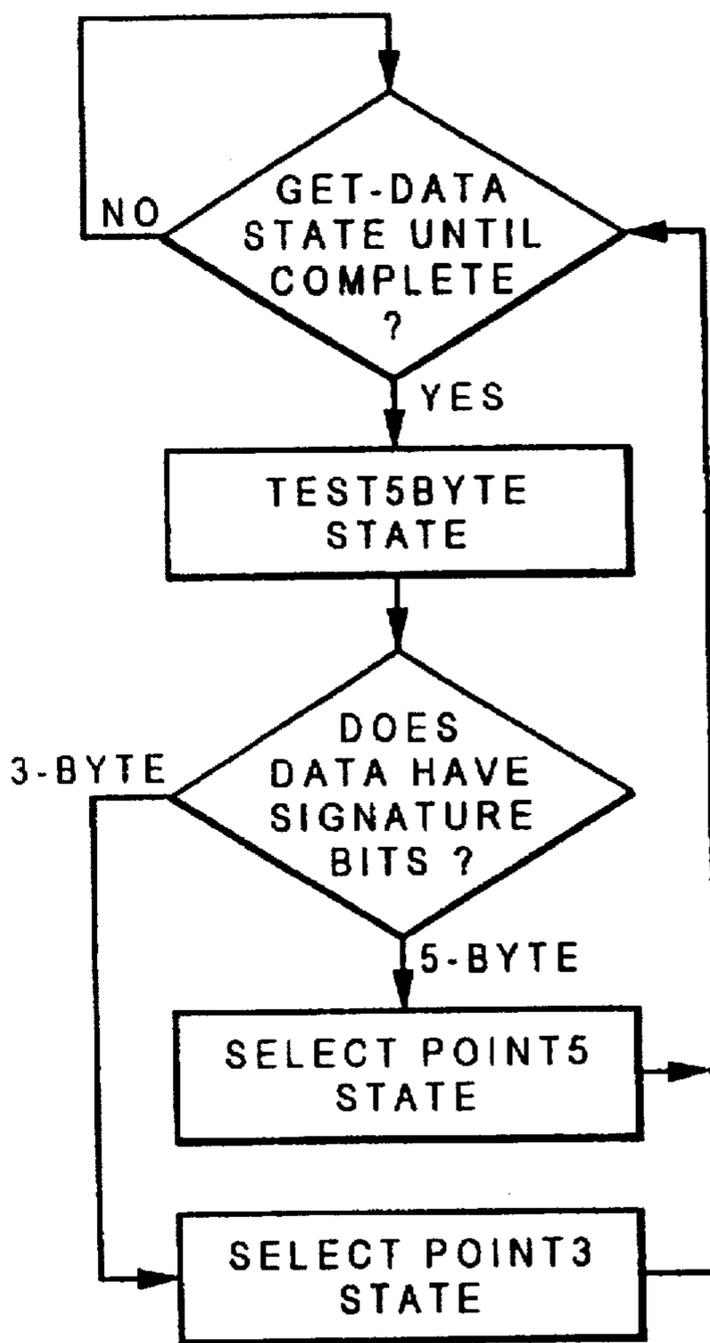 GET-DATA
STATE UNTIL
COMPLETE
?
NO
YES
TEST5BYTE
STATE
DOES
DATA HAVE
SIGNATURE
BITS ?
3-BYTE
5-BYTE
SELECT POINT5
STATE
SELECT POINT3
STATE